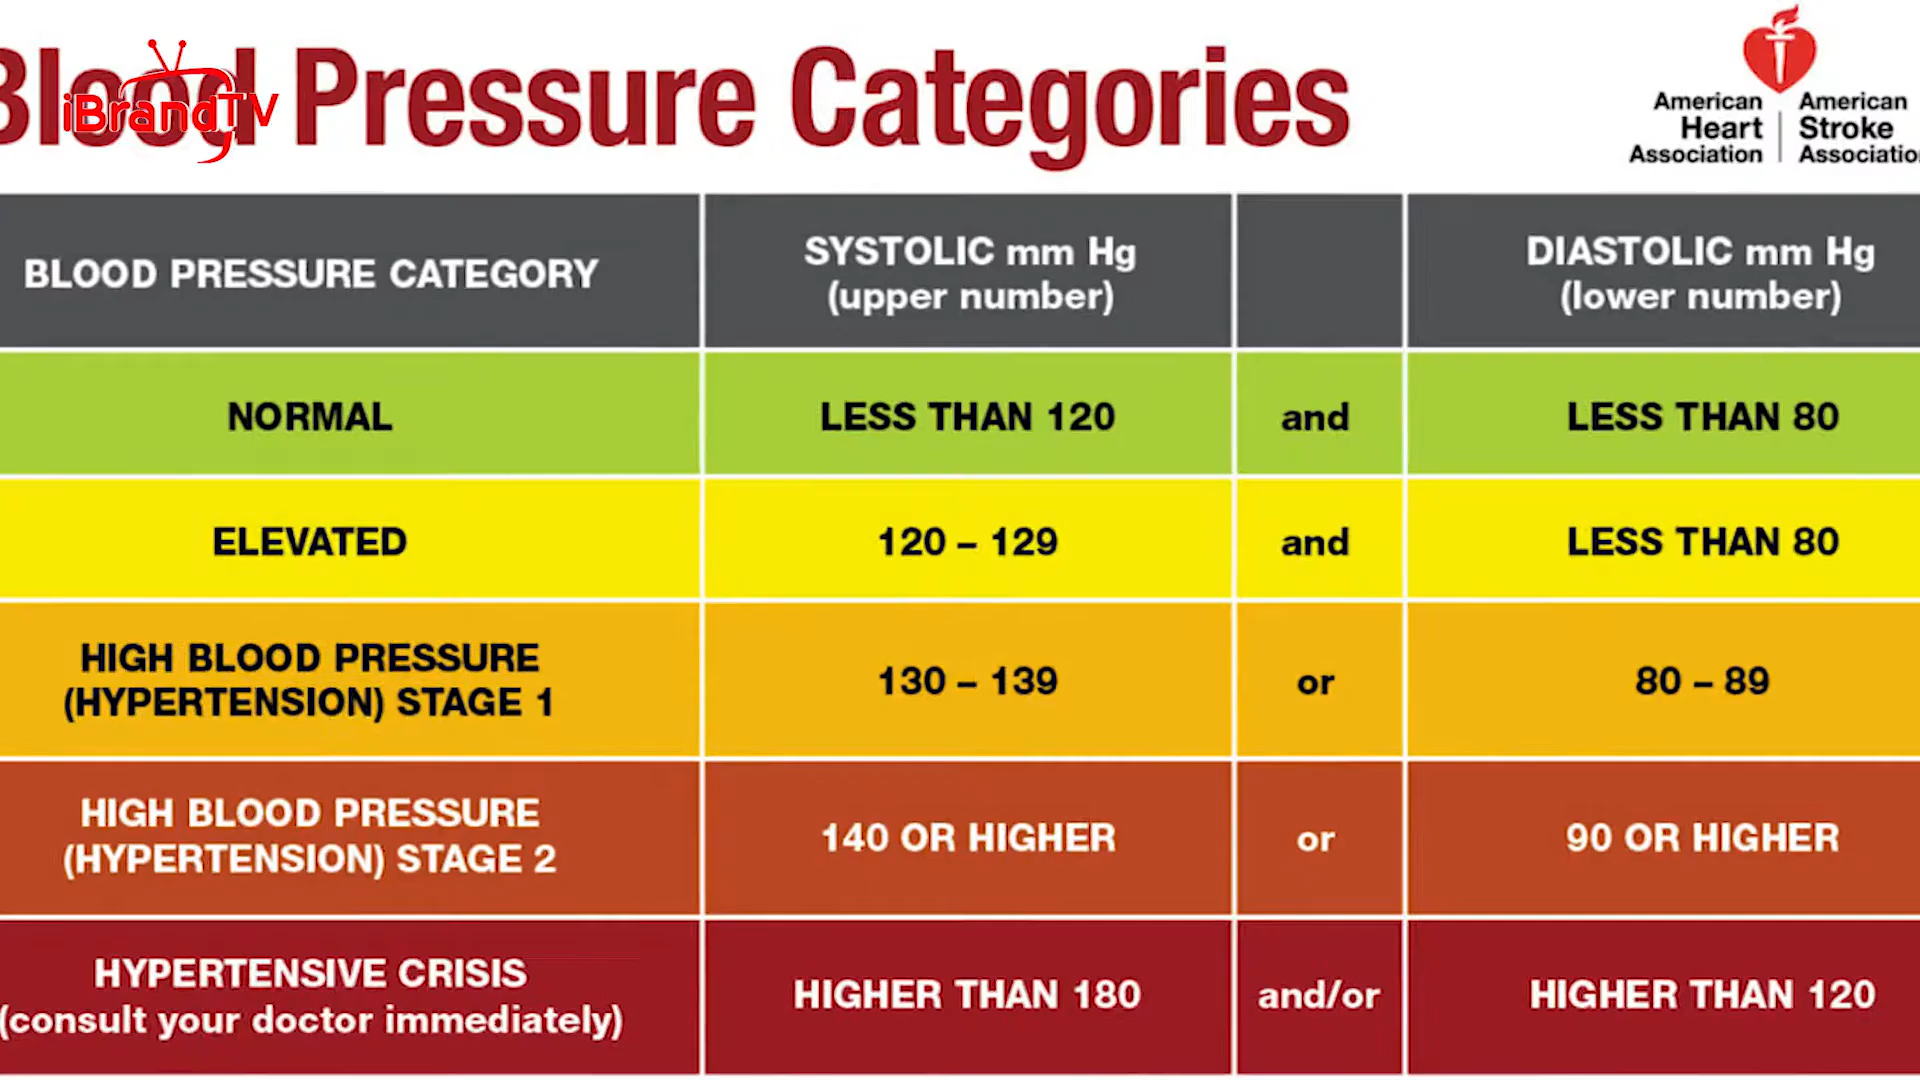 Blood Pressure Categories
iBrandTV
American Heart Association
American Stroke Associatio
BLOOD PRESSURE CATEGORY
SYSTOLIC mm Hg
(upper number)
DIASTOLIC mm Hg
(lower number)
NORMAL
LESS THAN 120
and
LESS THAN 80
ELEVATED
120 – 129
and
LESS THAN 80
HIGH BLOOD PRESSURE
(HYPERTENSION) STAGE 1
130 – 139
or
80 – 89
HIGH BLOOD PRESSURE
(HYPERTENSION) STAGE 2
140 OR HIGHER
or
90 OR HIGHER
HYPERTENSIVE CRISIS
(consult your doctor immediately)
HIGHER THAN 180
and/or
HIGHER THAN 120